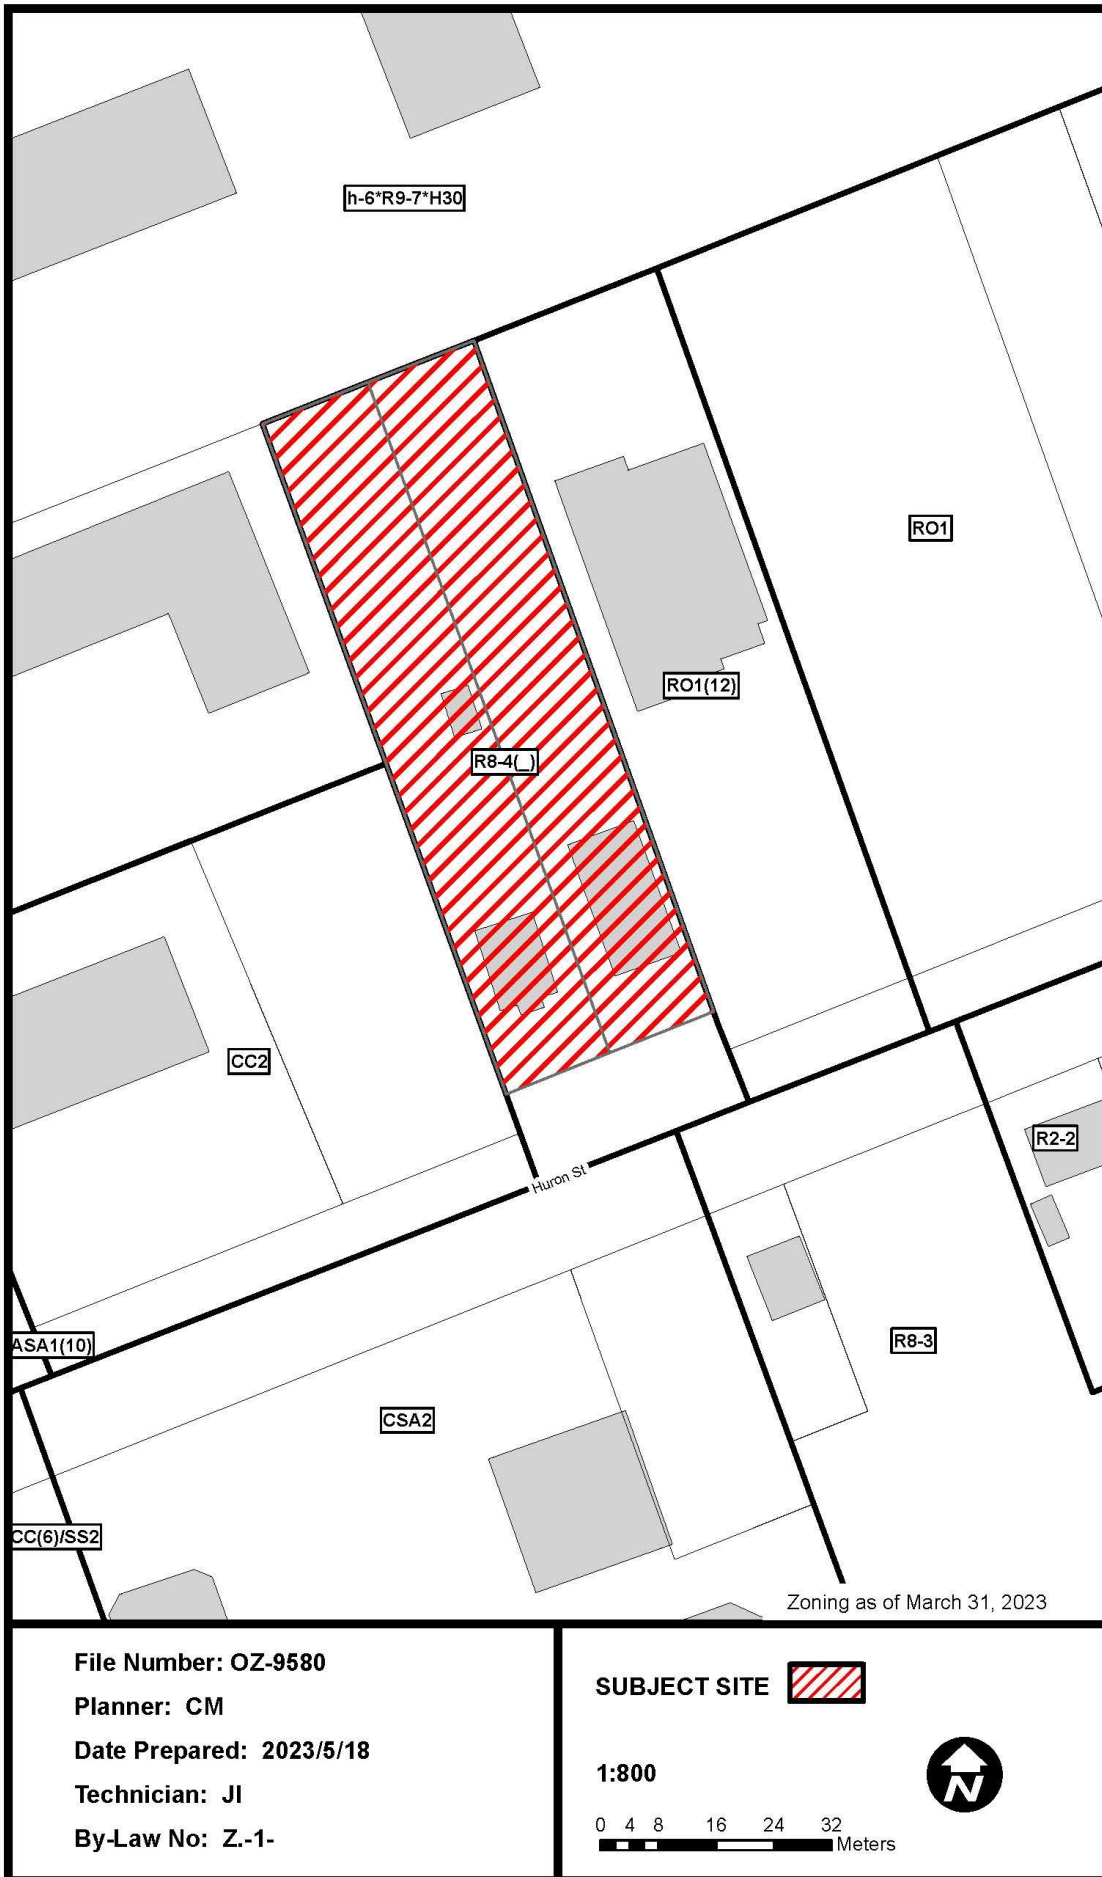 h-6*R9-7*H30
RO1
RO1(12)
R8-4(_)
CC2
R2-2
Huron St
R8-3
ASA1(10)
CSA2
CC(6)/SS2
Zoning as of March 31, 2023
File Number: OZ-9580
Planner: CM
Date Prepared: 2023/5/18
Technician: JI
By-Law No: Z.-1-
SUBJECT SITE
1:800
N
0 4 8 16 24 32
Meters